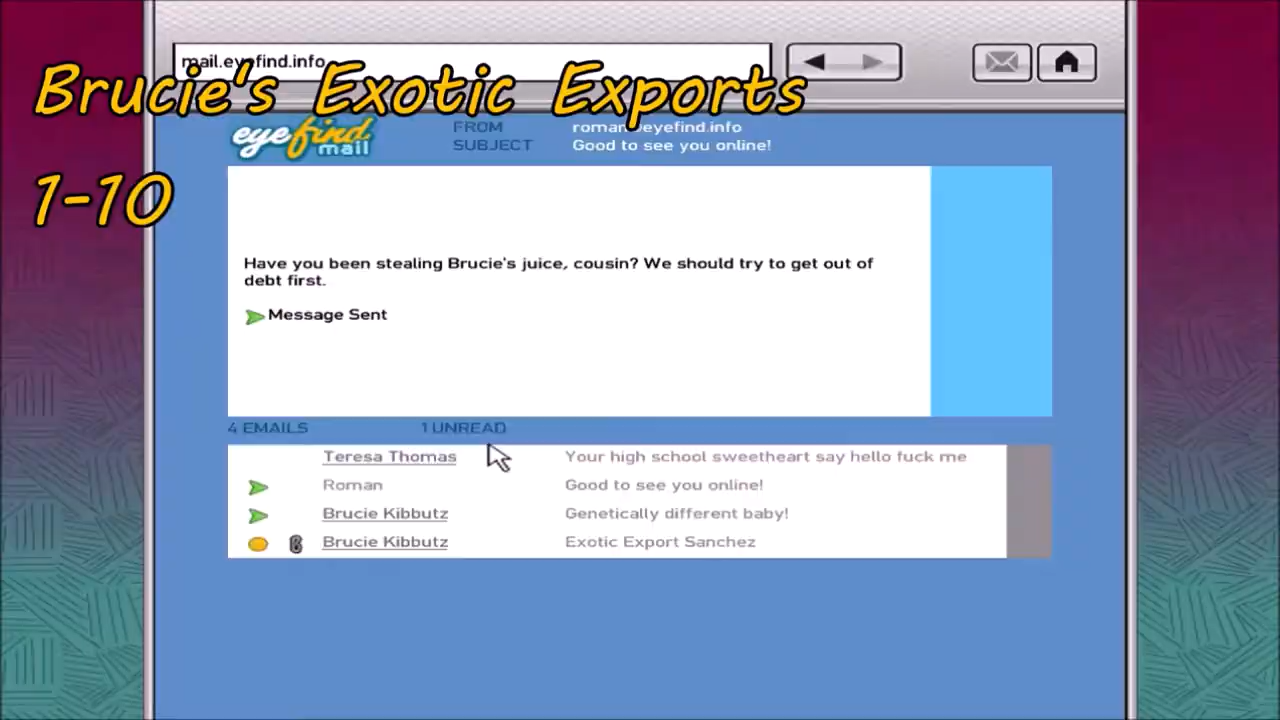 mail.eyefind.info
Brucie's Exotic Exports
1-10
eyefind mail
FROM roman@eyefind.info
SUBJECT Good to see you online!
Have you been stealing Brucie's juice, cousin? We should try to get out of
debt first.
Message Sent
4 EMAILS 1 UNREAD
Teresa Thomas Your high school sweetheart say hello fuck me
Roman Good to see you online!
Brucie Kibbutz Genetically different baby!
Brucie Kibbutz Exotic Export Sanchez